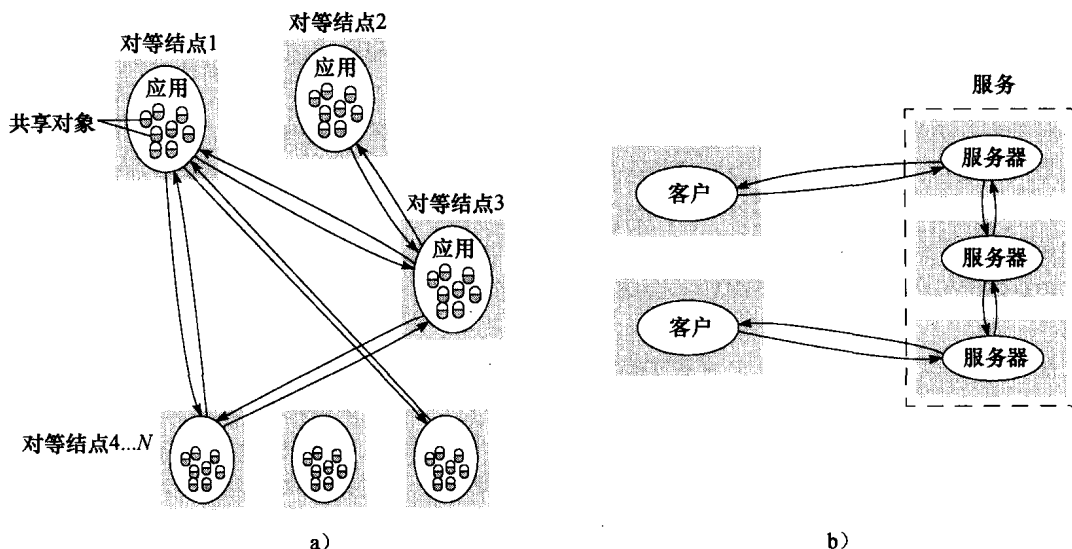 对等结点1
对等结点2
应用
应用
共享对象
对等结点3
应用
对等结点4...N
a）
服务
服务器
客户
服务器
客户
服务器
b）